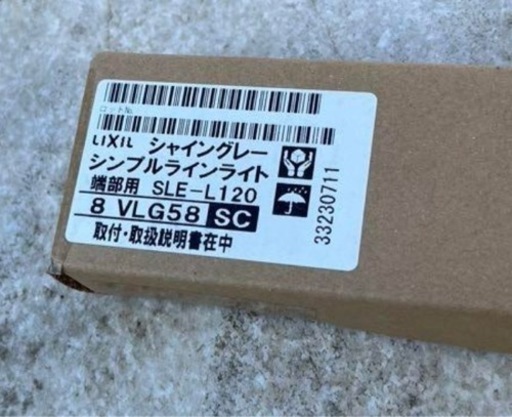 ロットNo.
LIXIL シャイングレー
シンプルラインライト
端部用 SLE-L120
8 VLG58 SC
取付・取扱説明書在中
33230711